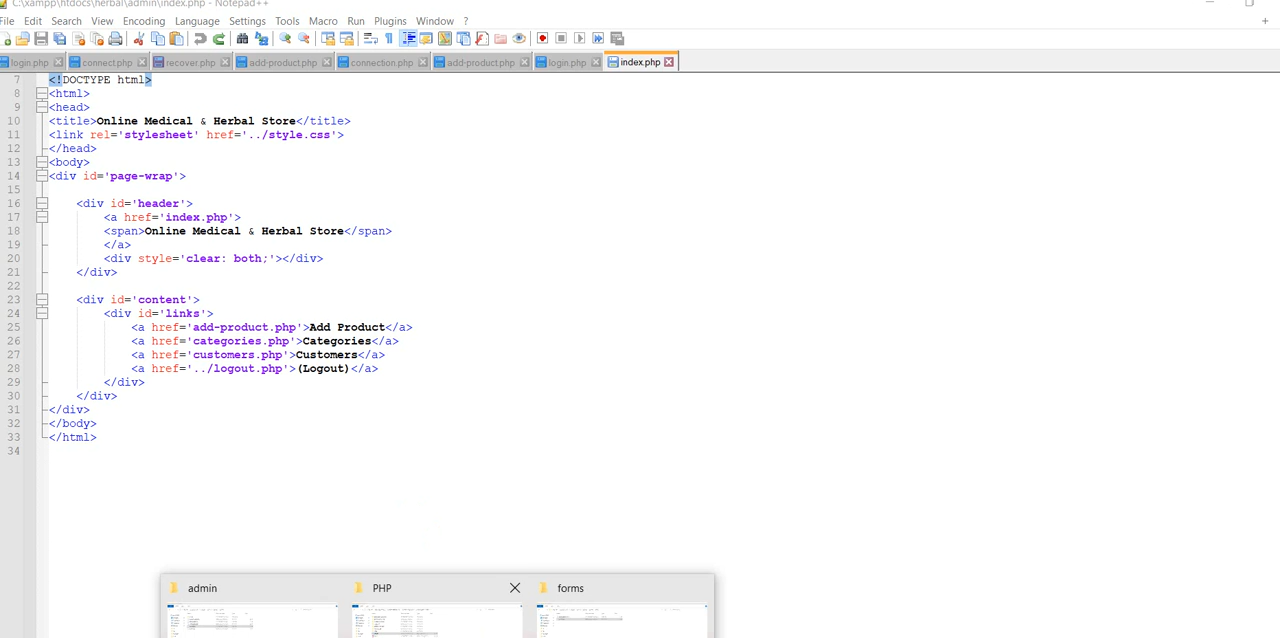 C:\xampp\htdocs\herbal\admin\index.php - Notepad++
File Edit Search View Encoding Language Settings Tools Macro Run Plugins Window ?
login.php connect.php recover.php add-product.php connection.php add-product.php login.php index.php
7 <!DOCTYPE html>
8 <html>
9 <head>
10 <title>Online Medical & Herbal Store</title>
11 <link rel='stylesheet' href='../style.css'>
12 </head>
13 <body>
14 <div id='page-wrap'>
15
16 <div id='header'>
17 <a href='index.php'>
18 <span>Online Medical & Herbal Store</span>
19 </a>
20 <div style='clear: both;'></div>
21 </div>
22
23 <div id='content'>
24 <div id='links'>
25 <a href='add-product.php'>Add Product</a>
26 <a href='categories.php'>Categories</a>
27 <a href='customers.php'>Customers</a>
28 <a href='../logout.php'>(Logout)</a>
29 </div>
30 </div>
31 </div>
32 </body>
33 </html>
34
admin PHP forms